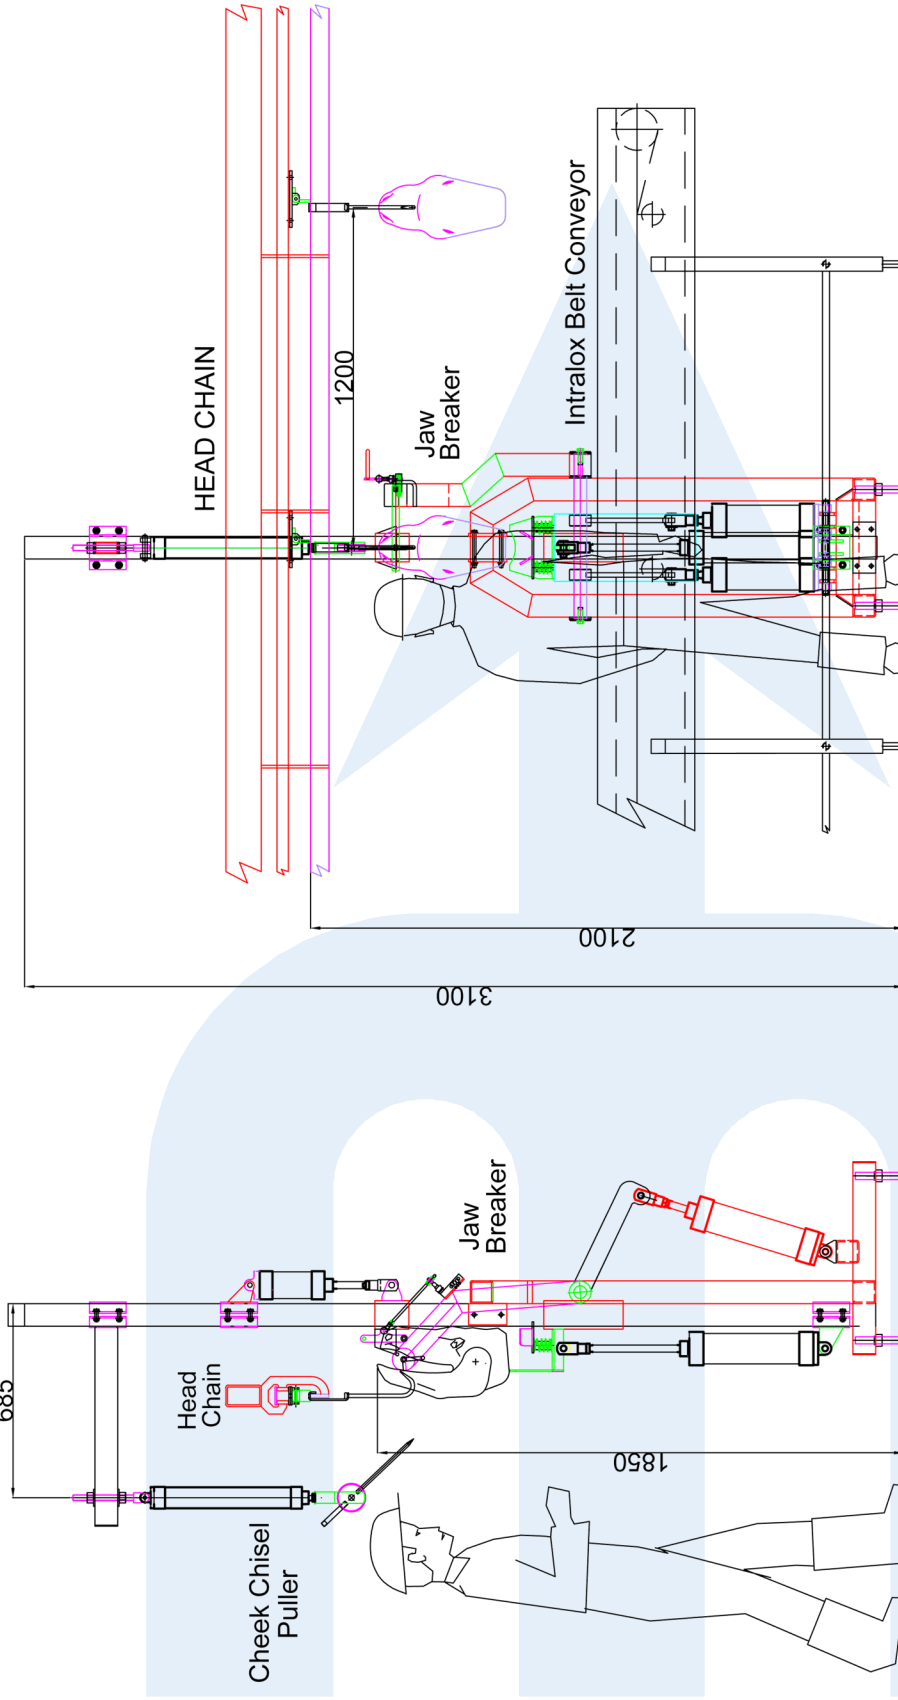 HEAD CHAIN
1200
Jaw
Breaker
Intralox Belt Conveyor
2100
3100
685
Head
Chain
Jaw
Breaker
1850
Cheek Chisel
Puller